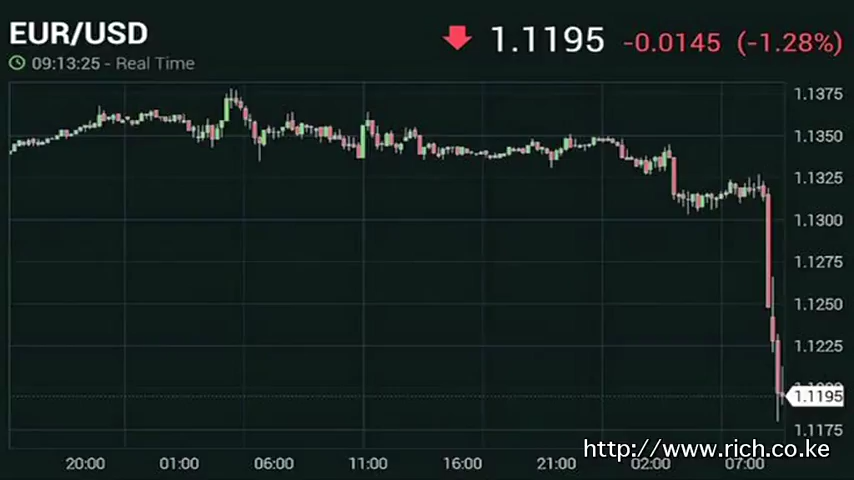 EUR/USD
1.1195 -0.0145 (-1.28%)
09:13:25 - Real Time
1.1375
1.1350
1.1325
1.1300
1.1275
1.1250
1.1225
1.1195
1.1175
http://www.rich.co.ke
20:00 01:00 06:00 11:00 16:00 21:00 02:00 07:00